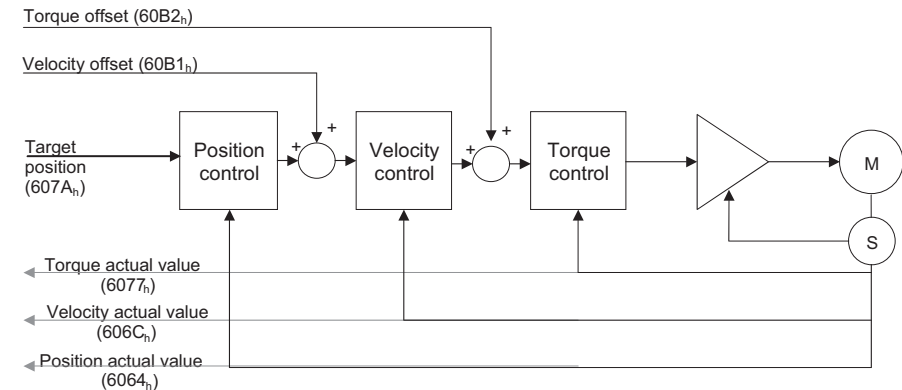 Torque offset (60B2h)
Velocity offset (60B1h)
+
+
+
+
Target
position
(607Ah)
Position
control
Velocity
control
Torque
control
M
S
Torque actual value
(6077h)
Velocity actual value
(606Ch)
Position actual value
(6064h)